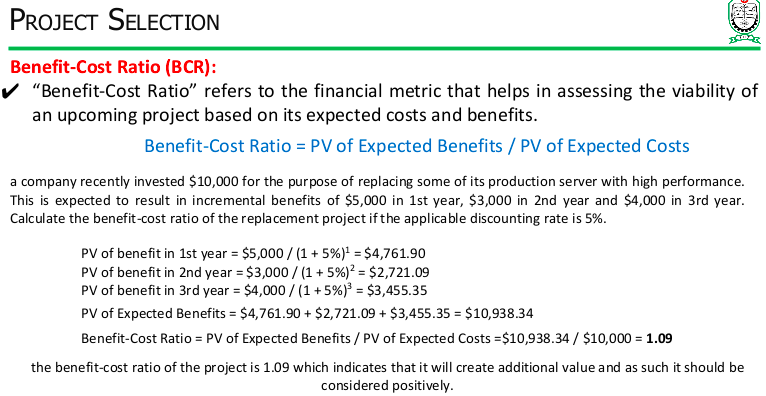 PROJECT SELECTION
Benefit-Cost Ratio (BCR):
✔ “Benefit-Cost Ratio” refers to the financial metric that helps in assessing the viability of
an upcoming project based on its expected costs and benefits.
Benefit-Cost Ratio = PV of Expected Benefits / PV of Expected Costs
a company recently invested $10,000 for the purpose of replacing some of its production server with high performance.
This is expected to result in incremental benefits of $5,000 in 1st year, $3,000 in 2nd year and $4,000 in 3rd year.
Calculate the benefit-cost ratio of the replacement project if the applicable discounting rate is 5%.
PV of benefit in 1st year = $5,000 / (1 + 5%)¹ = $4,761.90
PV of benefit in 2nd year = $3,000 / (1 + 5%)² = $2,721.09
PV of benefit in 3rd year = $4,000 / (1 + 5%)³ = $3,455.35
PV of Expected Benefits = $4,761.90 + $2,721.09 + $3,455.35 = $10,938.34
Benefit-Cost Ratio = PV of Expected Benefits / PV of Expected Costs =$10,938.34 / $10,000 = 1.09
the benefit-cost ratio of the project is 1.09 which indicates that it will create additional value and as such it should be
considered positively.